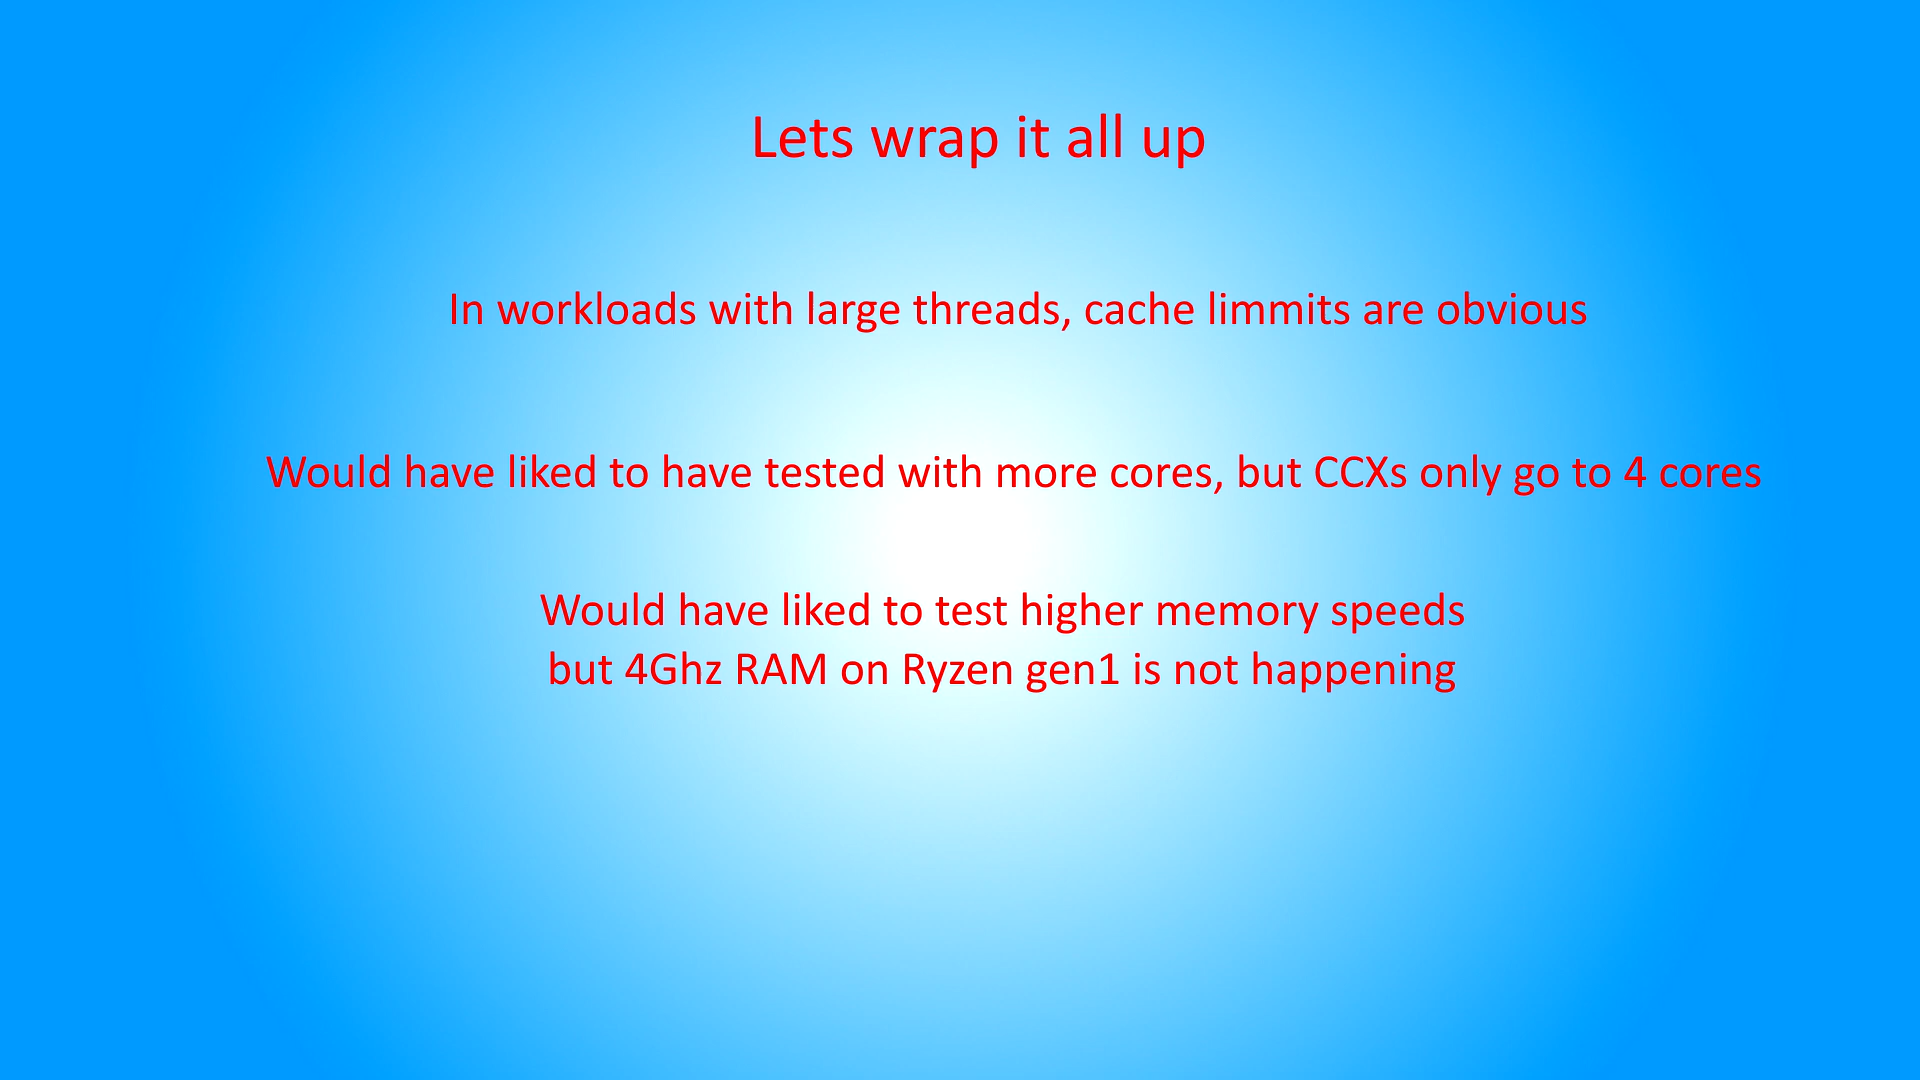 Lets wrap it all up
In workloads with large threads, cache limmits are obvious
Would have liked to have tested with more cores, but CCXs only go to 4 cores
Would have liked to test higher memory speeds
but 4Ghz RAM on Ryzen gen1 is not happening